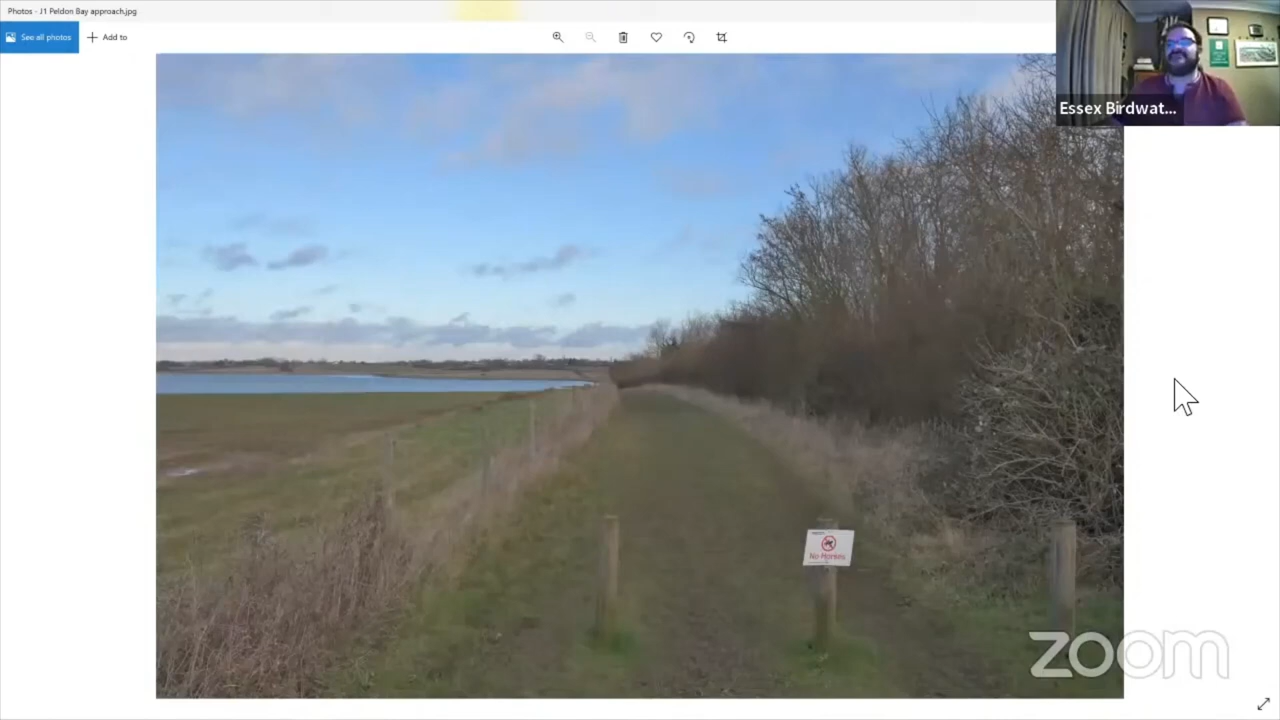 Photos - J1 Peldon Bay approach.jpg
See all photos
Add to
Essex Birdwat...
No Horses
zoom